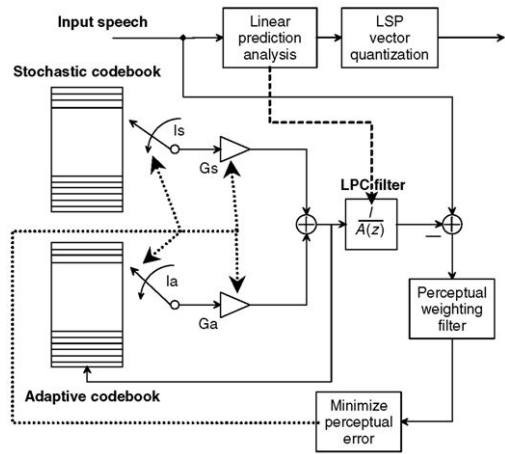 Input speech
Linear
prediction
analysis
LSP
vector
quantization
Stochastic codebook
Is
Gs
LPC filter
1
A(z)
Ia
Ga
Perceptual
weighting
filter
Adaptive codebook
Minimize
perceptual
error